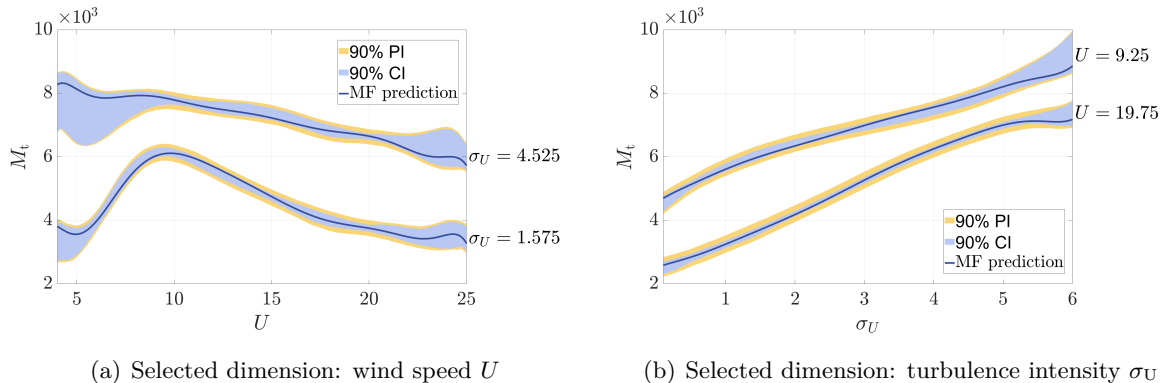 ×10³
10
8
6
4
2
M_t
5 10 15 20 25
U
90% PI
90% CI
MF prediction
σ_U = 4.525
σ_U = 1.575
(a) Selected dimension: wind speed U
×10³
10
8
6
4
2
M_t
1 2 3 4 5 6
σ_U
U = 9.25
U = 19.75
90% PI
90% CI
MF prediction
(b) Selected dimension: turbulence intensity σ_U